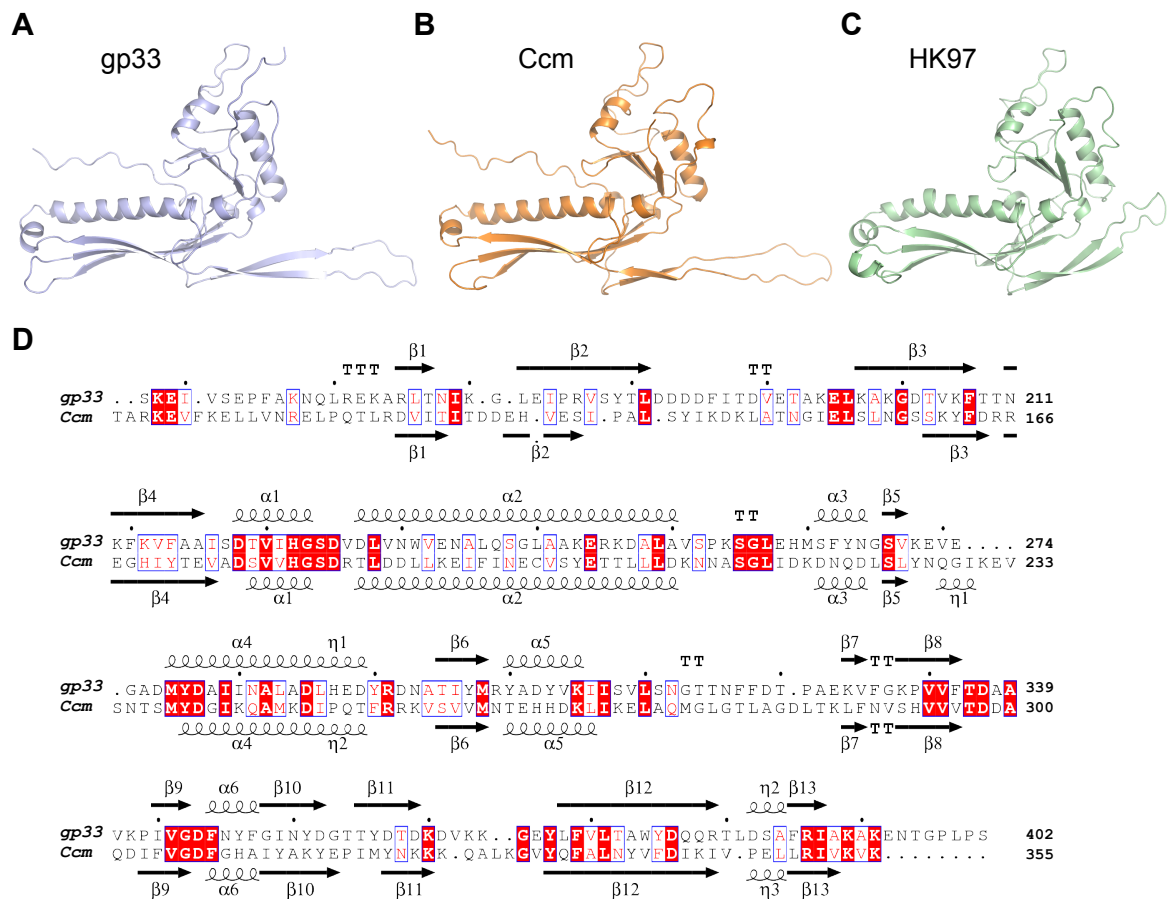 A
B
C
gp33
Ccm
HK97
D
β1 β2 β3
TTT TT
gp33 ..SKEI.VSEPFAKNQLREKARLTNIK.G.LEIPRVSYTLDDDDFITDVETAKELKAKGDTVKFTTN 211
Ccm TARKEVFKELLVNRELPQTLRDVITITDDEH.VESI.PALSYIKDKLATNGIELSLNGSSKYFDRR 166
β1 β2 β3
β4 α1 α2 α3 β5
TT
gp33 KFKVFAAISDTVIHGSDVDLVNWVENALQSGLAAKERKDALAVSPKSGLEHMSFYNGSVKEVE.... 274
Ccm EGHIYTEVADSVVHGSDRTLDDLLKEIFINECVSYETTLLLDKNNASGLIDKDNQDLSLYNQGIKEV 233
β4 α1 α2 α3 β5 η1
α4 η1 β6 α5 β7 β8
TT TT
gp33 .GADMYDAIINALADLHEDYRDNATIYMRYADYVKIISVLSNGTTNFFDT.PAEKVFGKPVVFTDAA 339
Ccm SNTSMYDGIKQAMKDIPQTFRRKVSVVMNTEHHDKLIKELAQMGLGTLAGDLTKLFNVSHVVVTDDA 300
TT
α4 η2 β6 α5 β7 β8
β9 α6 β10 β11 β12 η2 β13
gp33 VKPIVGDFNYFGINYDGTTYDTDKDVKK.GEYLFVLTAWYDQQRTLDSAFRIAKAKENTGPLPS 402
Ccm QDIFVGDFGHAIYAKYEPIMYNKK.QALKGVYQFALNYVFDIKIV.PELLRIVKVK........ 355
β9 α6 β10 β11 β12 η3 β13